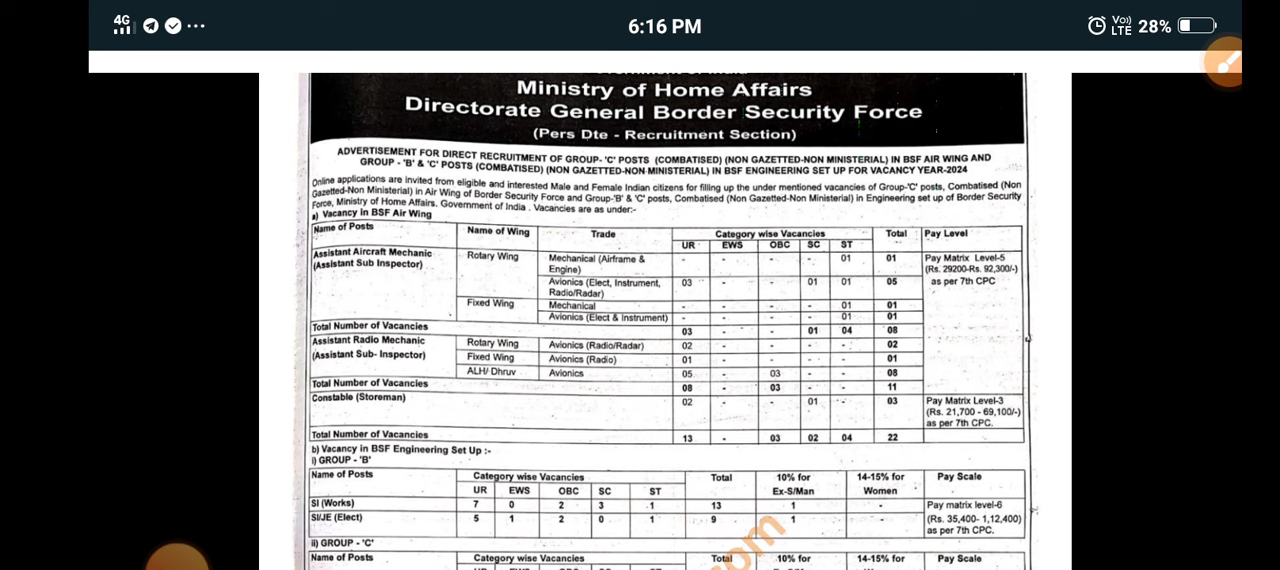 4G ... 6:16 PM Vo)) LTE 28%
Ministry of Home Affairs
Directorate General Border Security Force
(Pers Dte - Recruitment Section)
ADVERTISEMENT FOR DIRECT RECRUITMENT OF GROUP- 'C' POSTS (COMBATISED) (NON GAZETTED-NON MINISTERIAL) IN BSF AIR WING AND
GROUP - 'B' & 'C' POSTS (COMBATISED) (NON GAZETTED-NON-MINISTERIAL) IN BSF ENGINEERING SET UP FOR VACANCY YEAR-2024
Online applications are invited from eligible and interested Male and Female Indian citizens for filling up the under mentioned vacancies of Group-'C' posts, Combatised (Non
Gazetted-Non Ministerial) in Air Wing of Border Security Force and Group-'B' & 'C' posts, Combatised (Non Gazetted-Non Ministerial) in Engineering set up of Border Security
Force, Ministry of Home Affairs. Government of India . Vacancies are as under:-
a) Vacancy in BSF Air Wing
Name of Posts Name of Wing Trade Category wise Vacancies Total Pay Level
UR EWS OBC SC ST
Assistant Aircraft Mechanic Rotary Wing Mechanical (Airframe & - - - - 01 01 Pay Matrix Level-5
(Assistant Sub Inspector) Engine) (Rs. 29200-Rs. 92,300/-)
Avionics (Elect, Instrument, 03 - - 01 01 05 as per 7th CPC
Radio/Radar)
Fixed Wing Mechanical - - - - 01 01
Avionics (Elect & Instrument) - - - - 01 01
Total Number of Vacancies 03 - - 01 04 08
Assistant Radio Mechanic Rotary Wing Avionics (Radio/Radar) 02 - - - - 02
(Assistant Sub- Inspector) Fixed Wing Avionics (Radio) 01 - - - - 01
ALH/ Dhruv Avionics 05 - 03 - - 08
Total Number of Vacancies 08 03 - - 11
Constable (Storeman) 02 - - 01 - 03 Pay Matrix Level-3
(Rs. 21,700 - 69,100/-)
as per 7th CPC.
Total Number of Vacancies 13 - 03 02 04 22
b) Vacancy in BSF Engineering Set Up :-
i) GROUP - 'B'
Name of Posts Category wise Vacancies Total 10% for 14-15% for Pay Scale
UR EWS OBC SC ST Ex-S/Man Women
SI (Works) 7 0 2 3 1 13 1 - Pay matrix level-6
SI/JE (Elect) 5 1 2 0 1 9 1 - (Rs. 35,400- 1,12,400)
as per 7th CPC.
ii) GROUP - 'C'
Name of Posts Category wise Vacancies Total 10% for 14-15% for Pay Scale
com